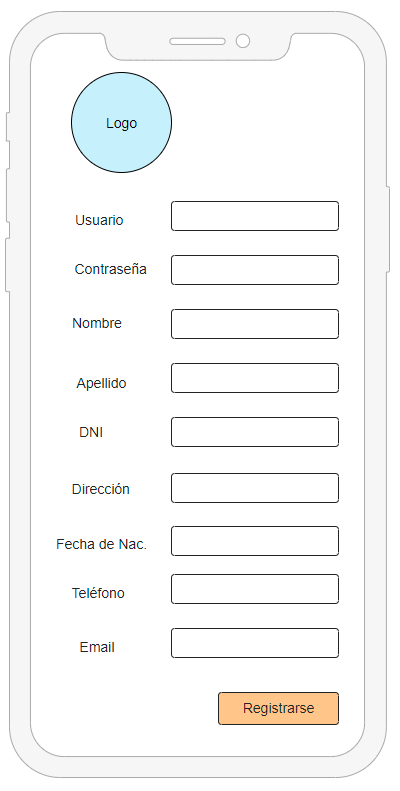 Logo
Usuario
Contraseña
Nombre
Apellido
DNI
Dirección
Fecha de Nac.
Teléfono
Email
Registrarse